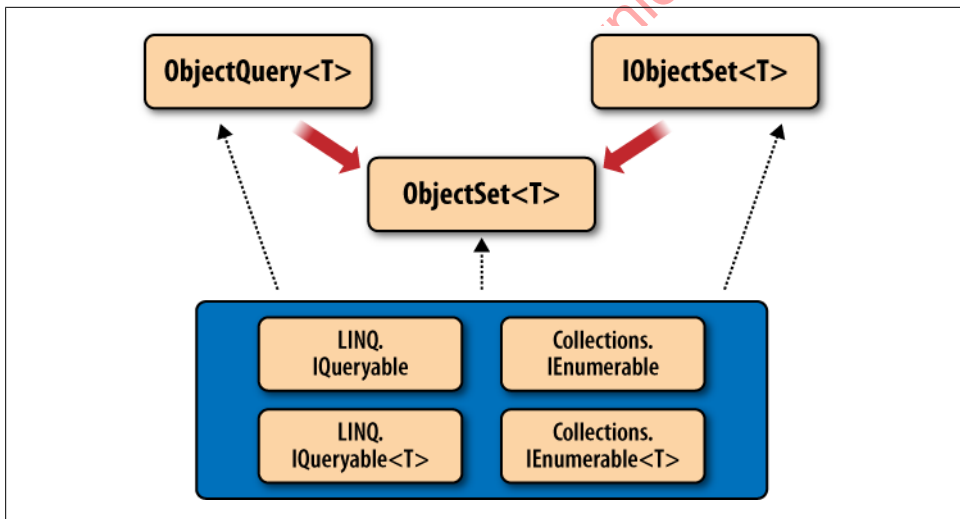 ObjectQuery<T>
IObjectSet<T>
ObjectSet<T>
LINQ.
IQueryable
Collections.
IEnumerable
LINQ.
IQueryable<T>
Collections.
IEnumerable<T>